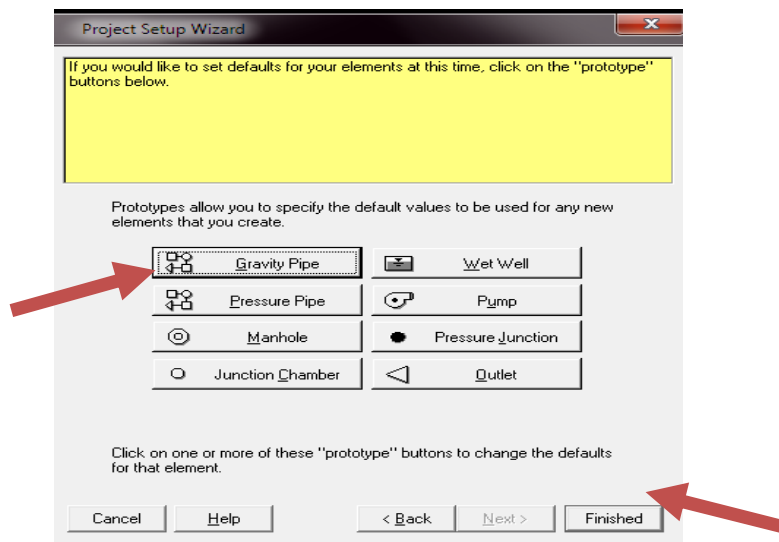 Project Setup Wizard
If you would like to set defaults for your elements at this time, click on the "prototype"
buttons below.
Prototypes allow you to specify the default values to be used for any new
elements that you create.
Gravity Pipe
Wet Well
Pressure Pipe
Pump
Manhole
Pressure Junction
Junction Chamber
Outlet
Click on one or more of these "prototype" buttons to change the defaults
for that element.
Cancel
Help
< Back
Next >
Finished